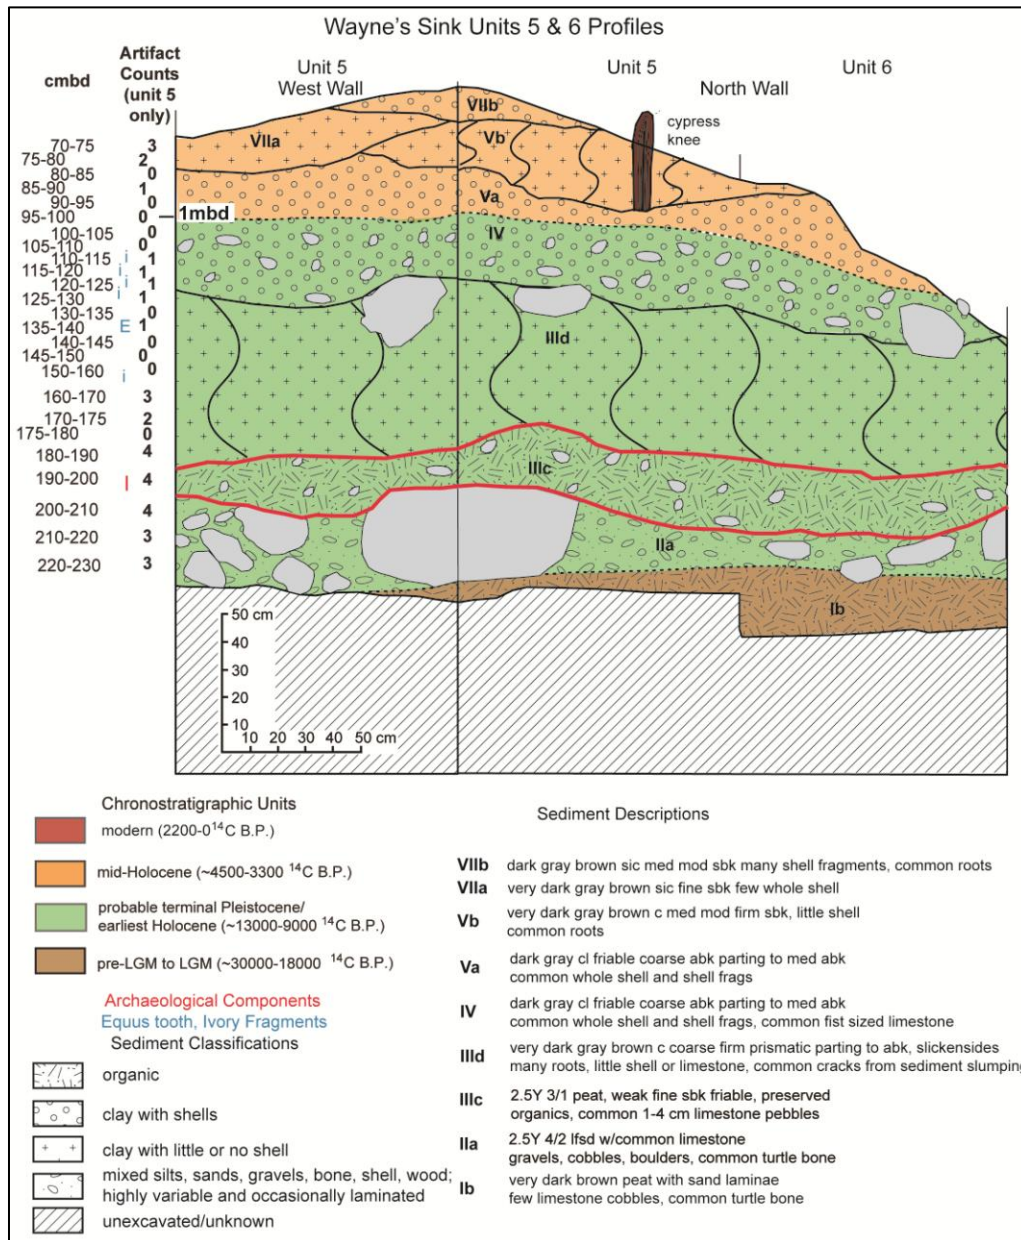 Wayne's Sink Units 5 & 6 Profiles
cmbd
Artifact
Counts
(unit 5
only)
Unit 5
West Wall
Unit 5
North Wall
Unit 6
cypress
knee
70-75 3
75-80 2
80-85 0
85-90 1
90-95 0
95-100 0
1mbd
100-105 0
105-110 0
110-115 i 1
115-120 i 1
120-125 i 1
125-130 i 1
130-135 0
135-140 E 1
140-145 0
145-150 0
150-160 i 0
160-170 3
170-175 2
175-180 0
180-190 4
190-200 I 4
200-210 4
210-220 3
220-230 3
VIIb
VIIa
Vb
Va
IV
IIId
IIIc
IIa
Ib
50 cm
40
30
20
10
10 20 30 40 50 cm
Chronostratigraphic Units
modern (2200-0 ¹⁴C B.P.)
mid-Holocene (~4500-3300 ¹⁴C B.P.)
probable terminal Pleistocene/
earliest Holocene (~13000-9000 ¹⁴C B.P.)
pre-LGM to LGM (~30000-18000 ¹⁴C B.P.)
Archaeological Components
Equus tooth, Ivory Fragments
Sediment Classifications
organic
clay with shells
clay with little or no shell
mixed silts, sands, gravels, bone, shell, wood;
highly variable and occasionally laminated
unexcavated/unknown
Sediment Descriptions
VIIb dark gray brown sic med mod sbk many shell fragments, common roots
VIIa very dark gray brown sic fine sbk few whole shell
Vb very dark gray brown c med mod firm sbk, little shell
common roots
Va dark gray cl friable coarse abk parting to med abk
common whole shell and shell frags
IV dark gray cl friable coarse abk parting to med abk
common whole shell and shell frags, common fist sized limestone
IIId very dark gray brown c coarse firm prismatic parting to abk, slickensides
many roots, little shell or limestone, common cracks from sediment slumping
IIIc 2.5Y 3/1 peat, weak fine sbk friable, preserved
organics, common 1-4 cm limestone pebbles
IIa 2.5Y 4/2 lfsd w/common limestone
gravels, cobbles, boulders, common turtle bone
Ib very dark brown peat with sand laminae
few limestone cobbles, common turtle bone